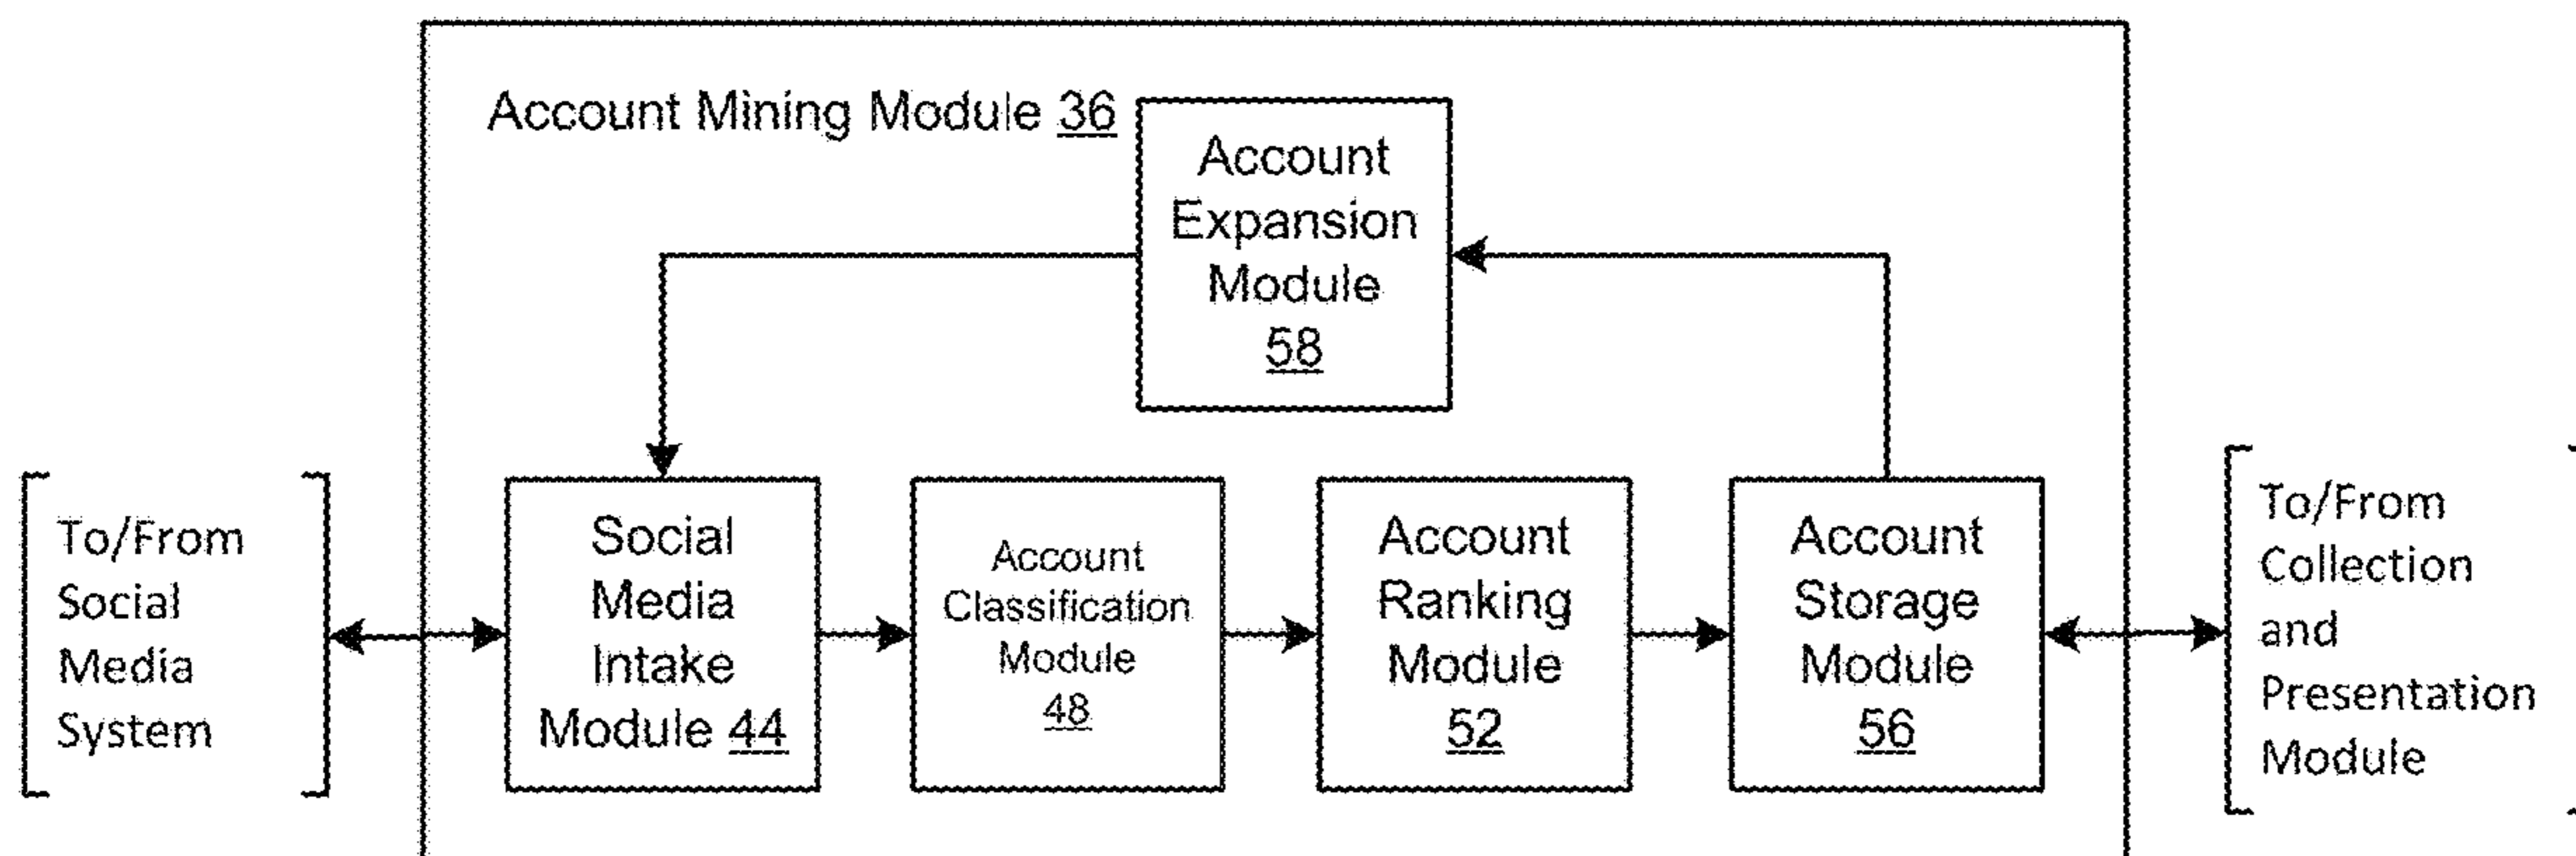 Account Mining Module 36
Account
Expansion
Module
58
To/From
Social
Media
System
Social
Media
Intake
Module 44
Account
Classification
Module
48
Account
Ranking
Module
52
Account
Storage
Module
56
To/From
Collection
and
Presentation
Module